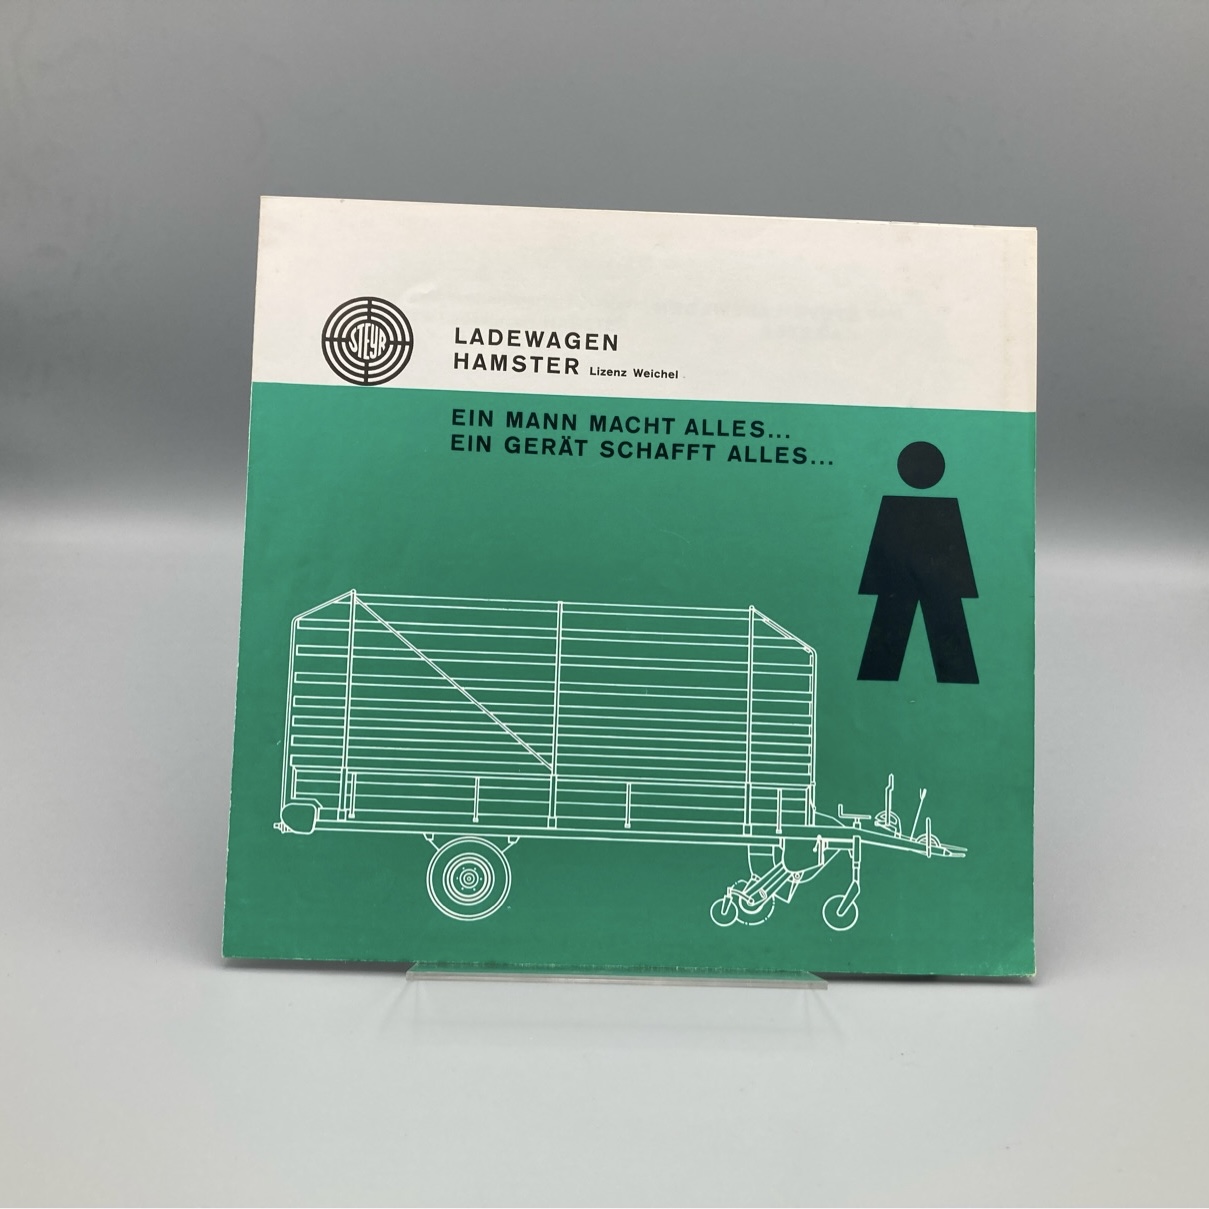 STEYR
LADEWAGEN
HAMSTER Lizenz Weichel
EIN MANN MACHT ALLES...
EIN GERÄT SCHAFFT ALLES...